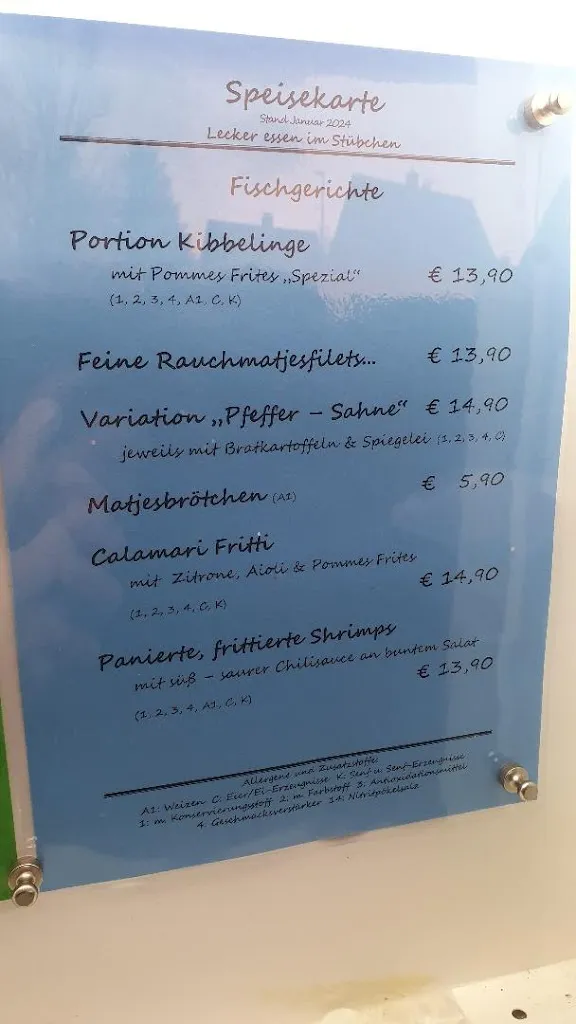 Speisekarte
Stand Januar 2024
Lecker essen im Stübchen
Fischgerichte
Portion Kibbelinge
mit Pommes Frites „Spezial“ € 13,90
(1, 2, 3, 4, A1, C, K)
Feine Rauchmatjesfilets... € 13,90
Variation „Pfeffer – Sahne“ € 14,90
jeweils mit Bratkartoffeln & Spiegelei (1, 2, 3, 4, C)
Matjesbrötchen (A1) € 5,90
Calamari Fritti
mit Zitrone, Aioli & Pommes Frites € 14,90
(1, 2, 3, 4, C, K)
Panierte, frittierte Shrimps
mit süß – saurer Chilisauce an buntem Salat
€ 13,90
(1, 2, 3, 4, A1, C, K)
Allergene und Zusatzstoffe
A1: Weizen C: Eier/Ei-Erzeugnisse K: Senf u Senf-Erzeugnisse
1: m. Konservierungsstoff 2. m. Farbstoff 3. Antioxidationsmittel
4. Geschmacksverstärker 14: Nitritpökelsalz